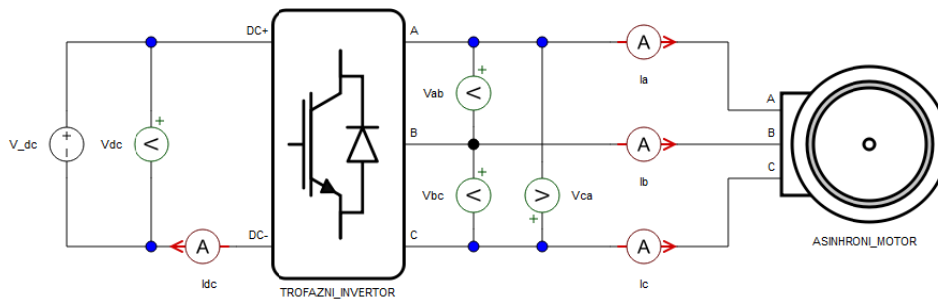 V_dc
Vdc
Idc
DC+
DC-
TROFAZNI_INVERTOR
A
B
C
Vab
Vbc
Vca
A
Ia
A
Ib
A
Ic
A
A
B
C
ASINHRONI_MOTOR
V
V
V
V